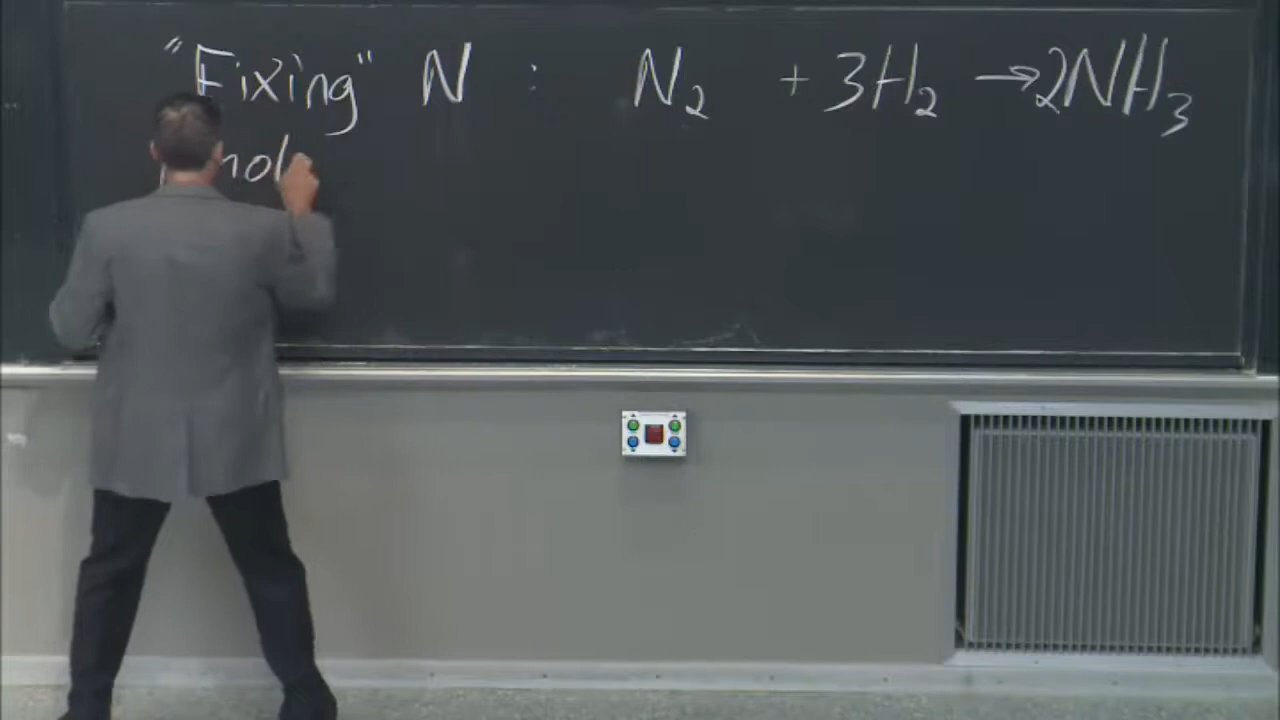 "Fixing" N : N₂ + 3H₂ → 2NH₃